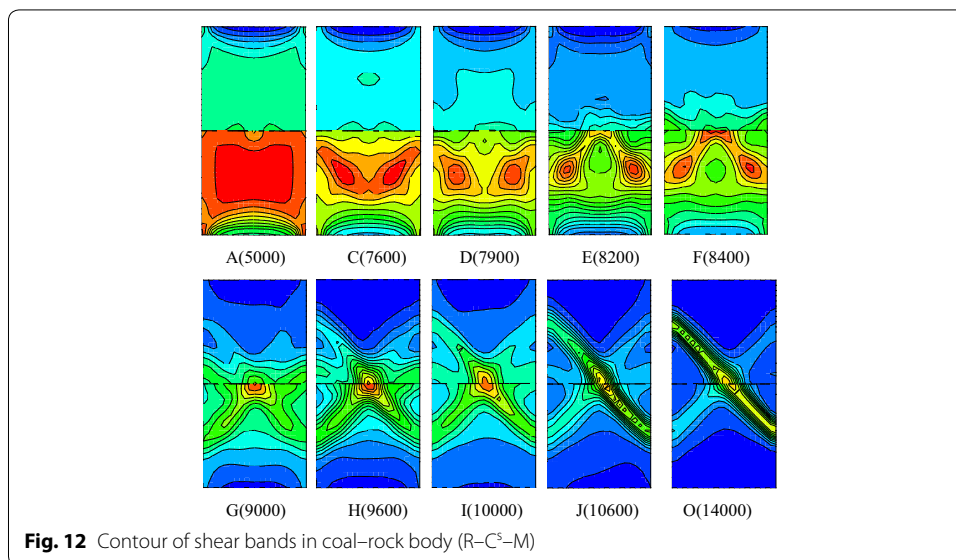 A(5000) C(7600) D(7900) E(8200) F(8400)
G(9000) H(9600) I(10000) J(10600) O(14000)
Fig. 12 Contour of shear bands in coal–rock body (R–Cˢ–M)